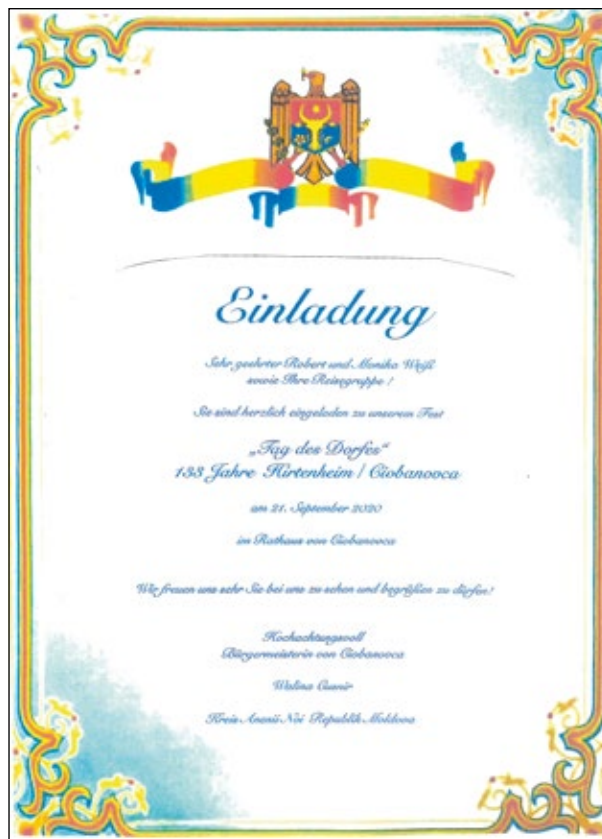 Einladung
Sehr geehrter Robert und Monika Weiß
sowie Ihre Reisegruppe !
Sie sind herzlich eingeladen zu unserem Fest
„Tag des Dorfes“
133 Jahre Hirtenheim / Ciobanovca
am 21. September 2020
im Rathaus von Ciobanovca
Wir freuen uns sehr Sie bei uns zu sehen und begrüßen zu dürfen!
Hochachtungsvoll
Bürgermeisterin von Ciobanovca
Kreis Anenii Noi Republik Moldova